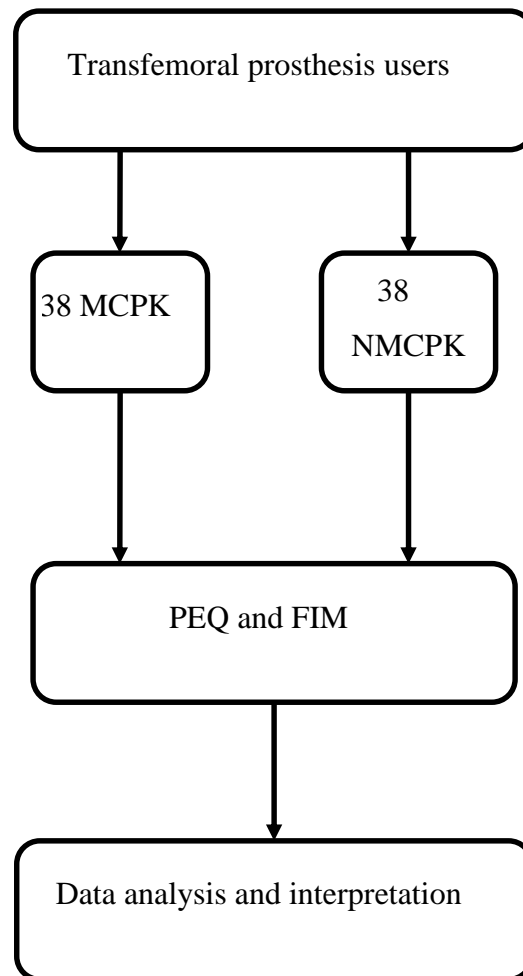 Transfemoral prosthesis users
38 MCPK
38
NMCPK
PEQ and FIM
Data analysis and interpretation